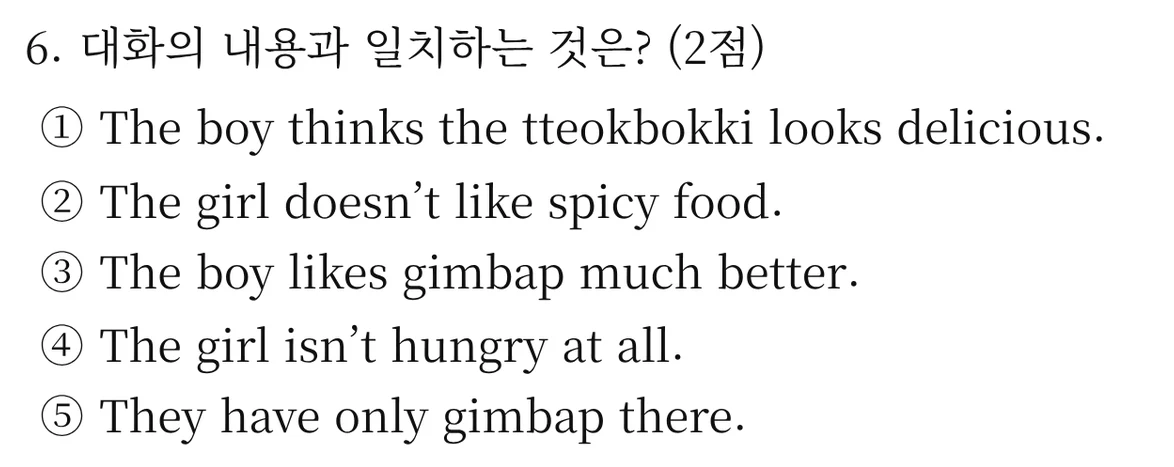 6. 대화의 내용과 일치하는 것은? (2점)
① The boy thinks the tteokbokki looks delicious.
② The girl doesn’t like spicy food.
③ The boy likes gimbap much better.
④ The girl isn’t hungry at all.
⑤ They have only gimbap there.